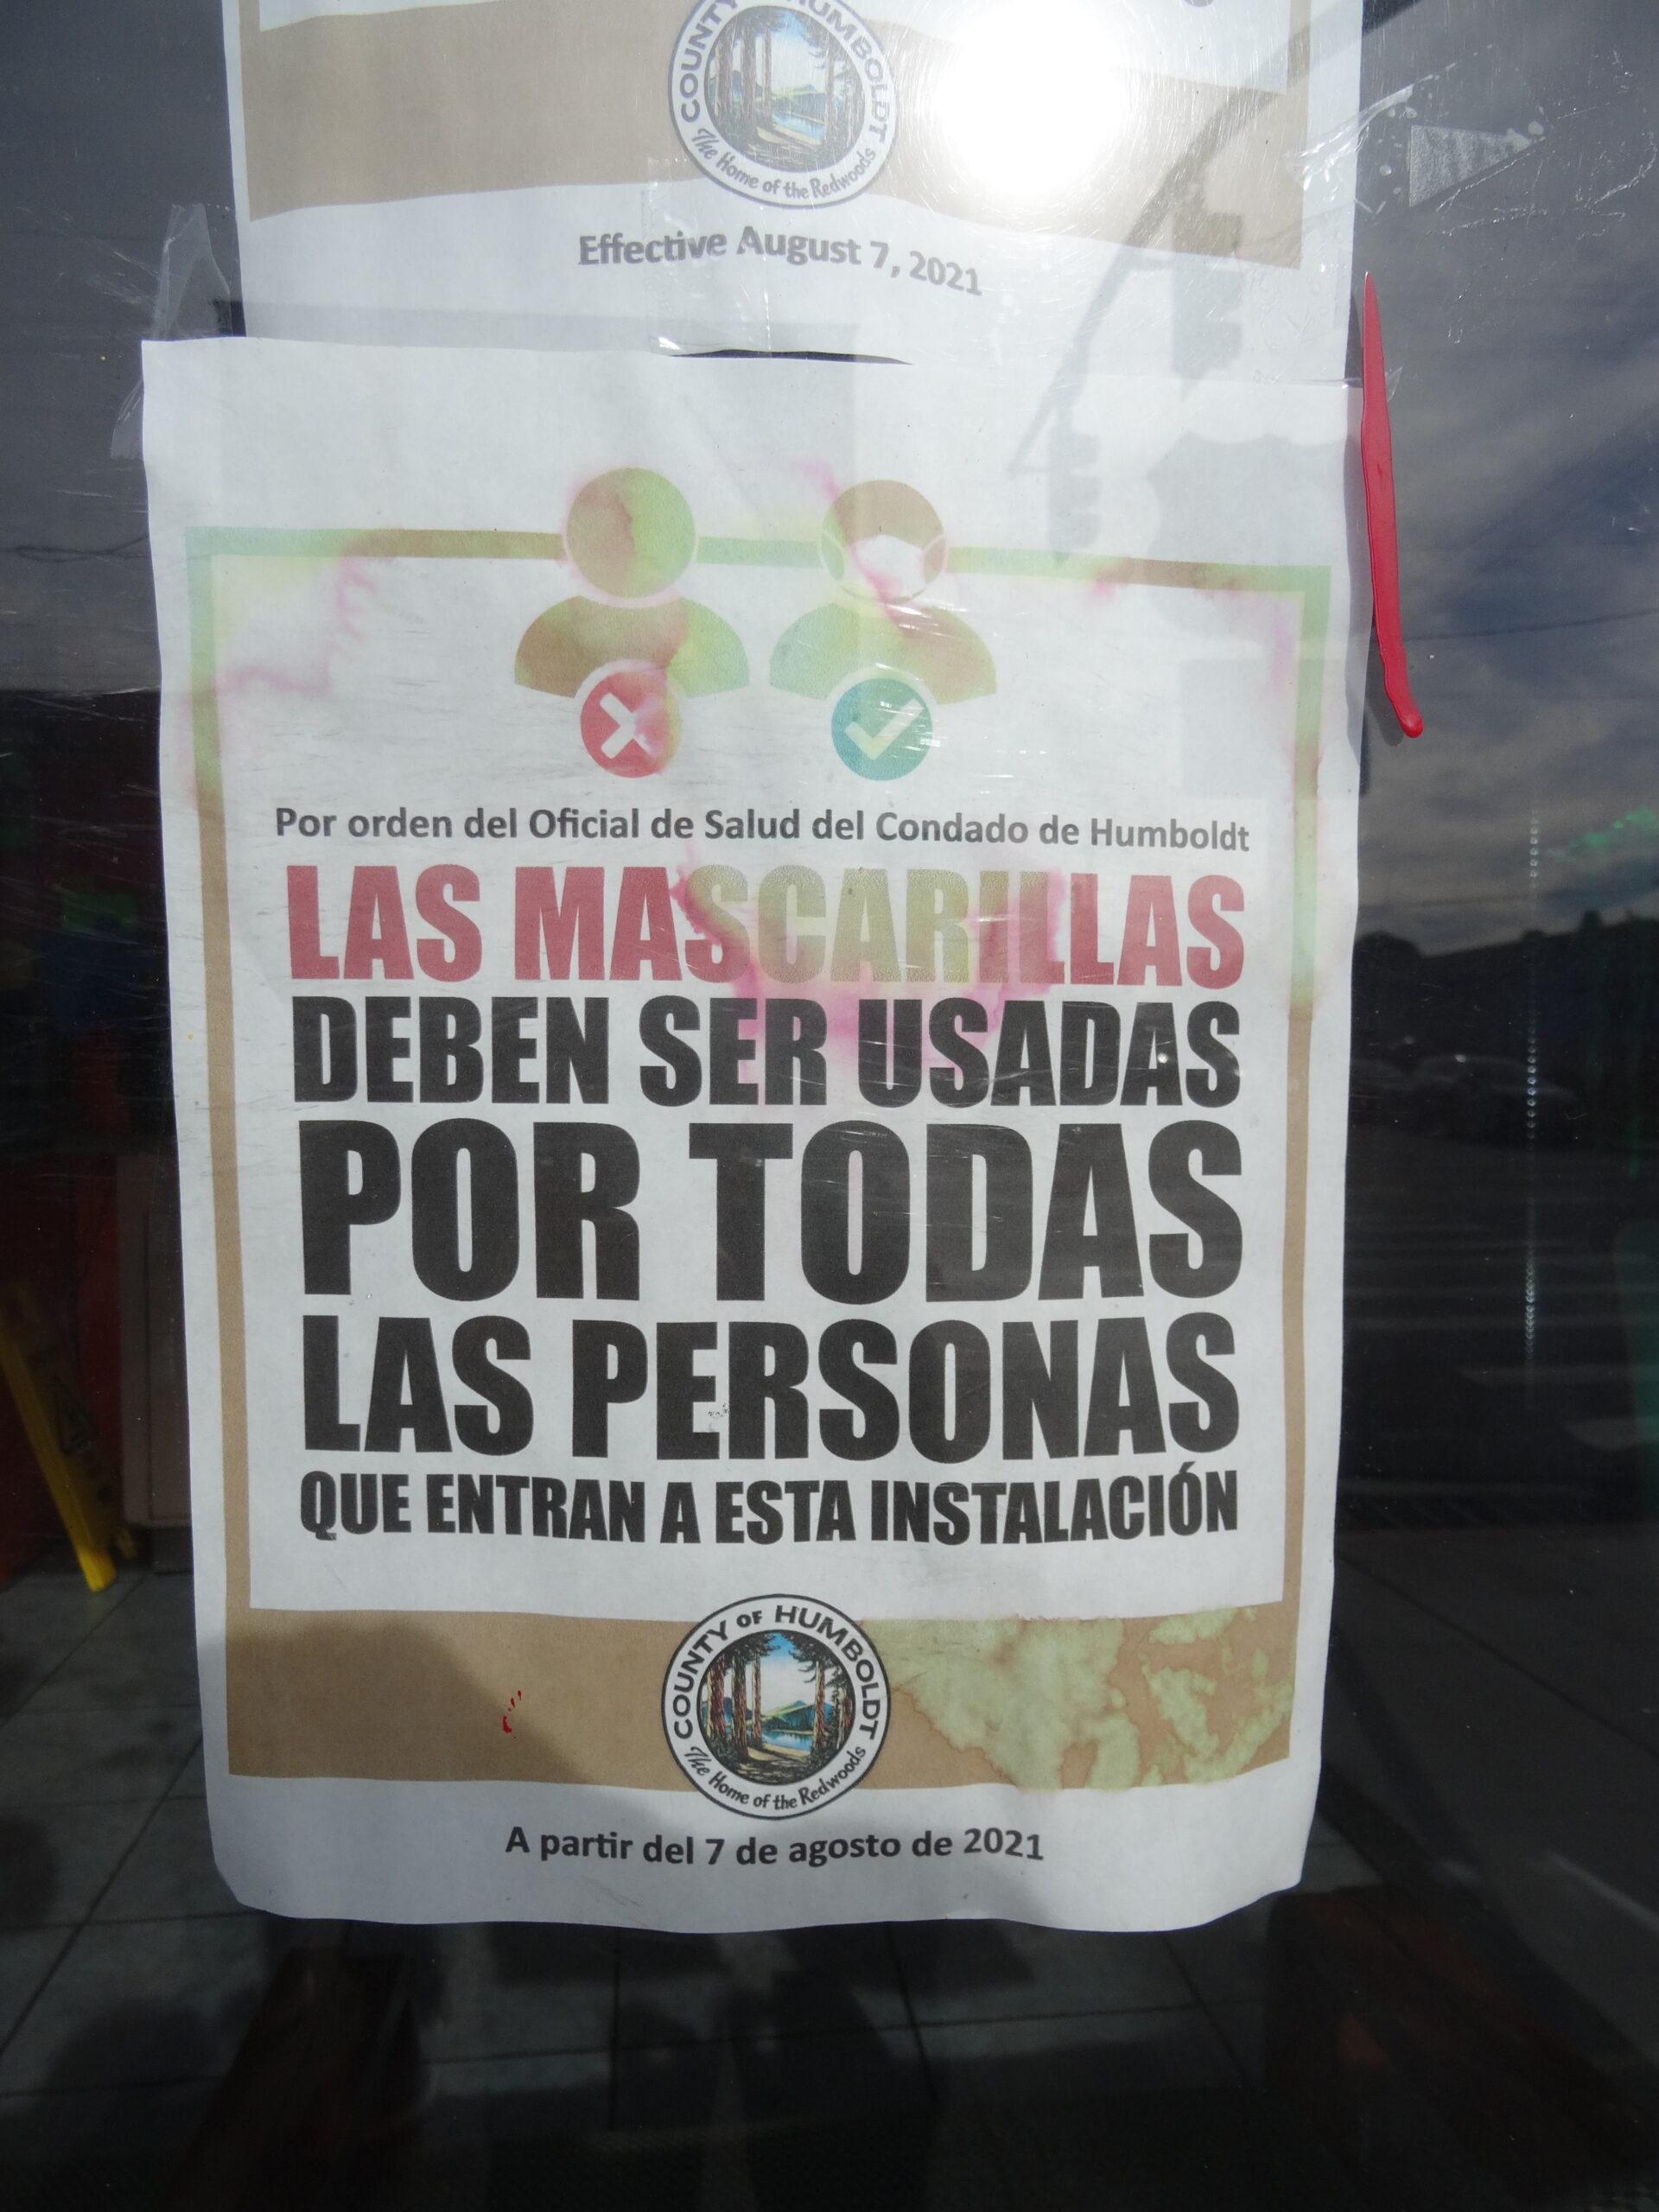 COUNTY OF HUMBOLDT
The Home of the Redwoods
Effective August 7, 2021
Por orden del Oficial de Salud del Condado de Humboldt
LAS MASCARILLAS
DEBEN SER USADAS
POR TODAS
LAS PERSONAS
QUE ENTRAN A ESTA INSTALACIÓN
COUNTY OF HUMBOLDT
The Home of the Redwoods
A partir del 7 de agosto de 2021